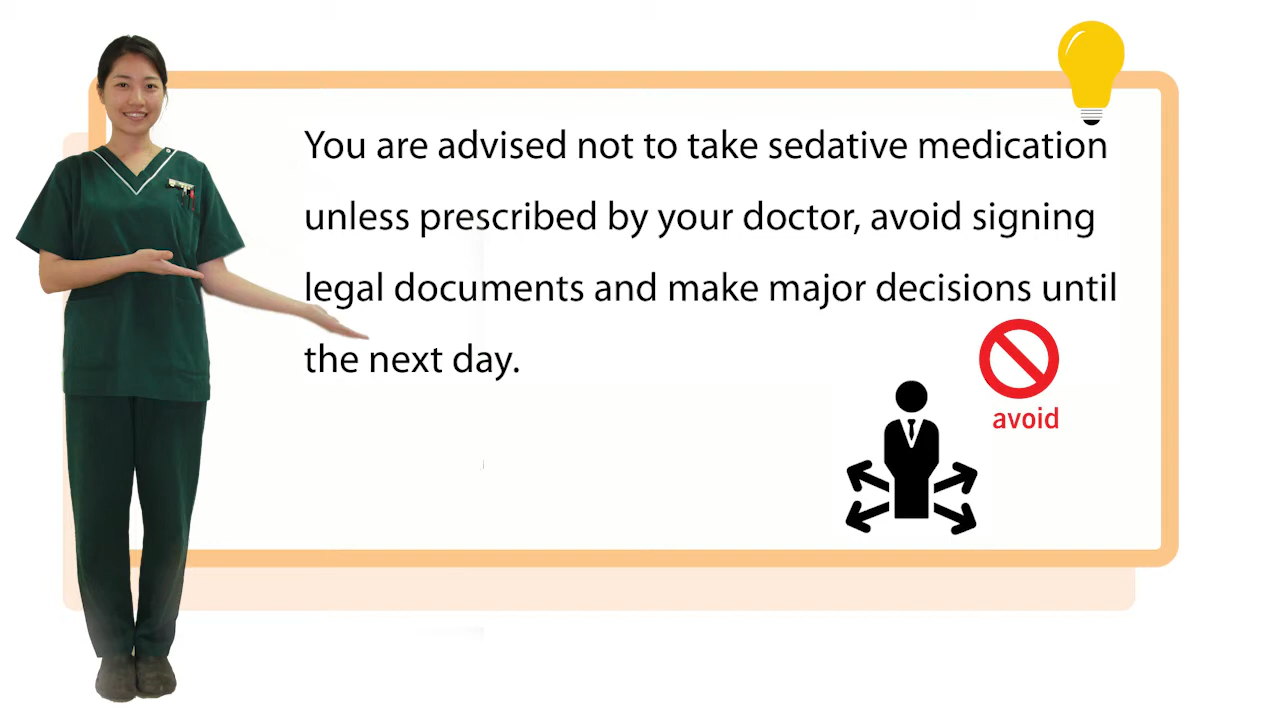 You are advised not to take sedative medication
unless prescribed by your doctor, avoid signing
legal documents and make major decisions until
the next day.
avoid